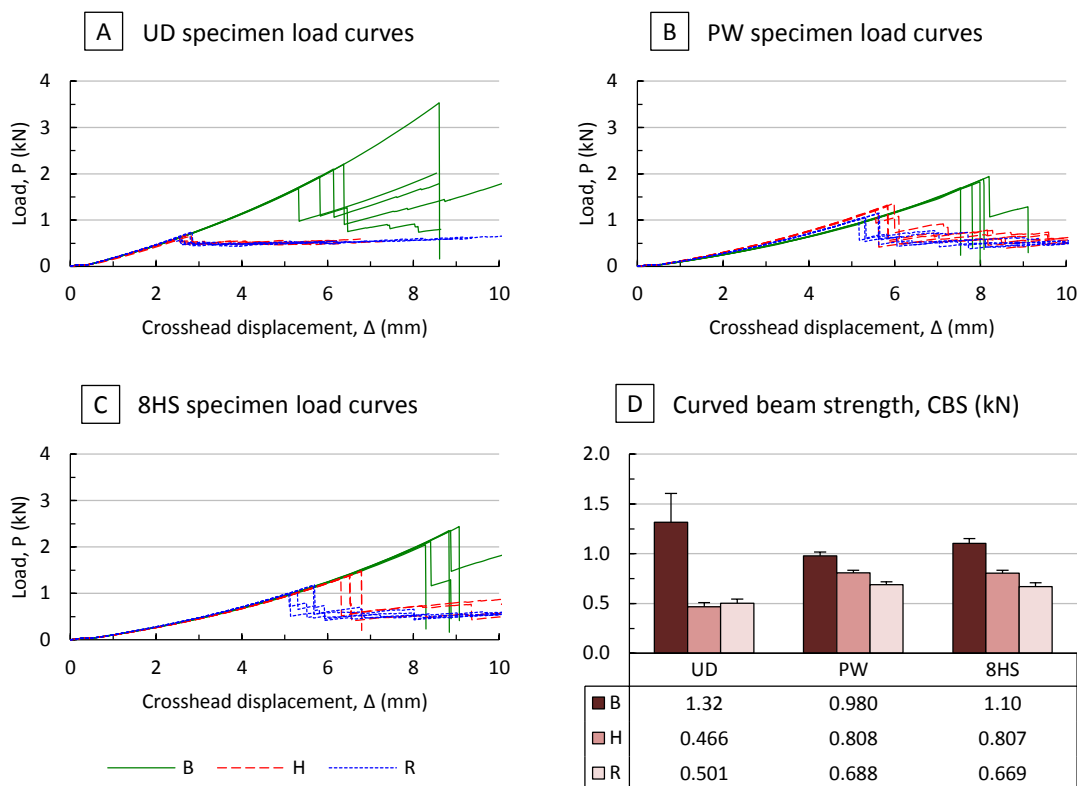 A UD specimen load curves
4
3
2
1
0
Load, P (kN)
0 2 4 6 8 10
Crosshead displacement, Δ (mm)
B PW specimen load curves
4
3
2
1
0
Load, P (kN)
0 2 4 6 8 10
Crosshead displacement, Δ (mm)
C 8HS specimen load curves
4
3
2
1
0
Load, P (kN)
0 2 4 6 8 10
Crosshead displacement, Δ (mm)
B H R
D Curved beam strength, CBS (kN)
2.0
1.5
1.0
0.5
0.0
UD PW 8HS
B 1.32 0.980 1.10
H 0.466 0.808 0.807
R 0.501 0.688 0.669